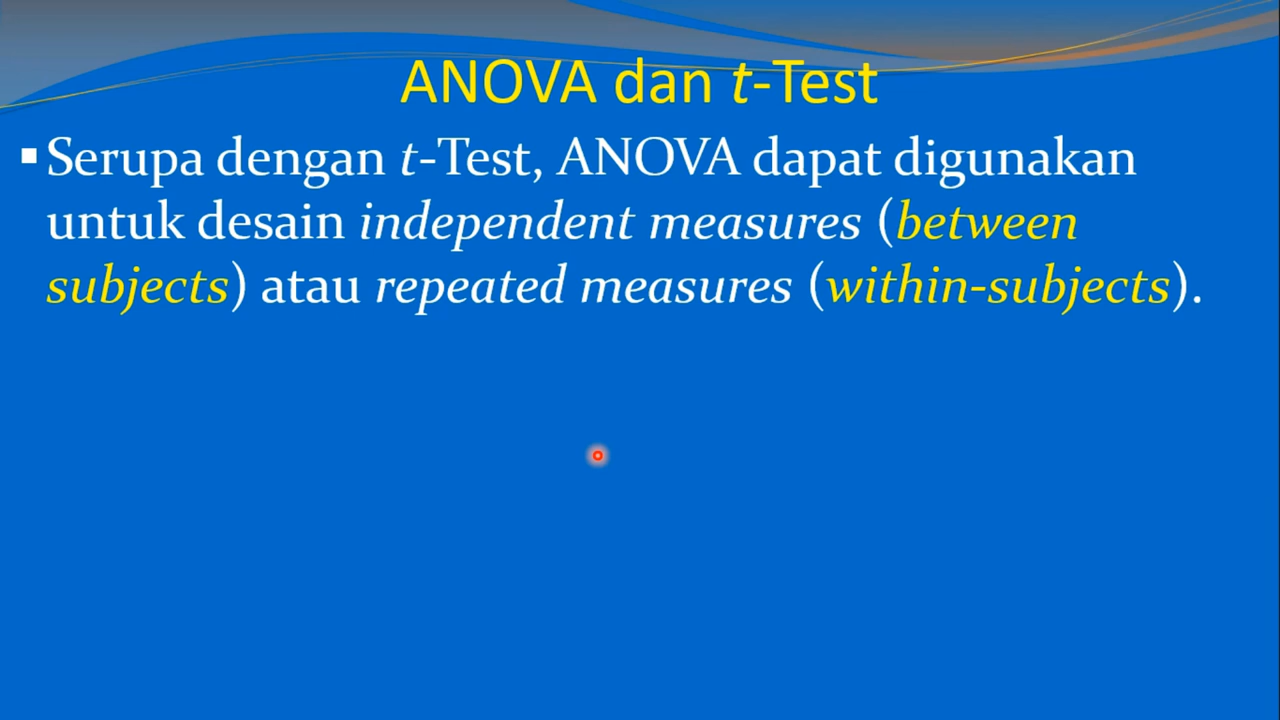 ANOVA dan t-Test
▪ Serupa dengan t-Test, ANOVA dapat digunakan
untuk desain independent measures (between
subjects) atau repeated measures (within-subjects).